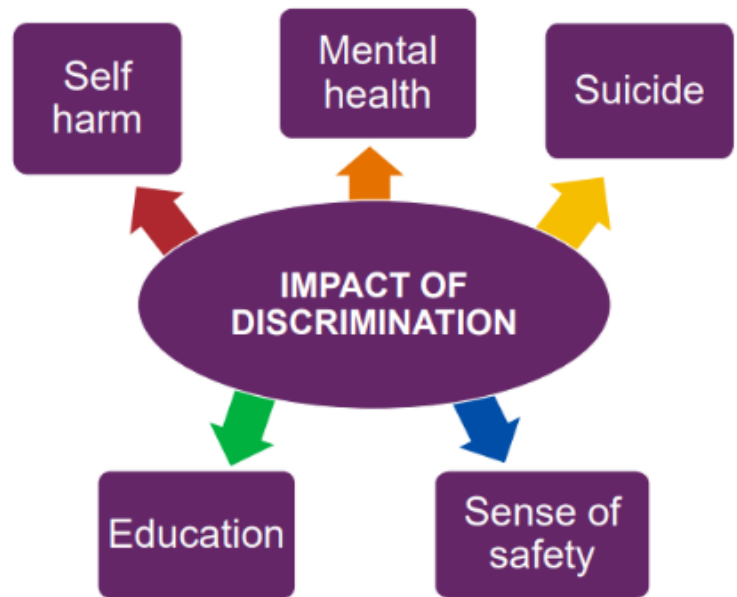 Self
harm
Mental
health
Suicide
IMPACT OF
DISCRIMINATION
Education
Sense of
safety